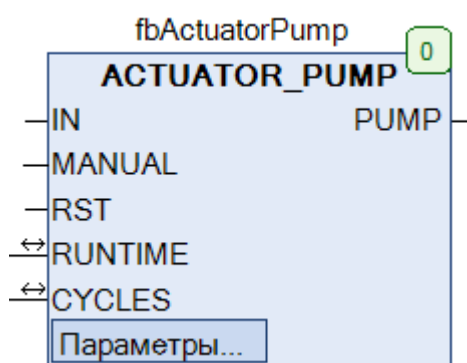 fbActuatorPump
0
ACTUATOR_PUMP
IN PUMP
MANUAL
RST
RUNTIME
CYCLES
Параметры...